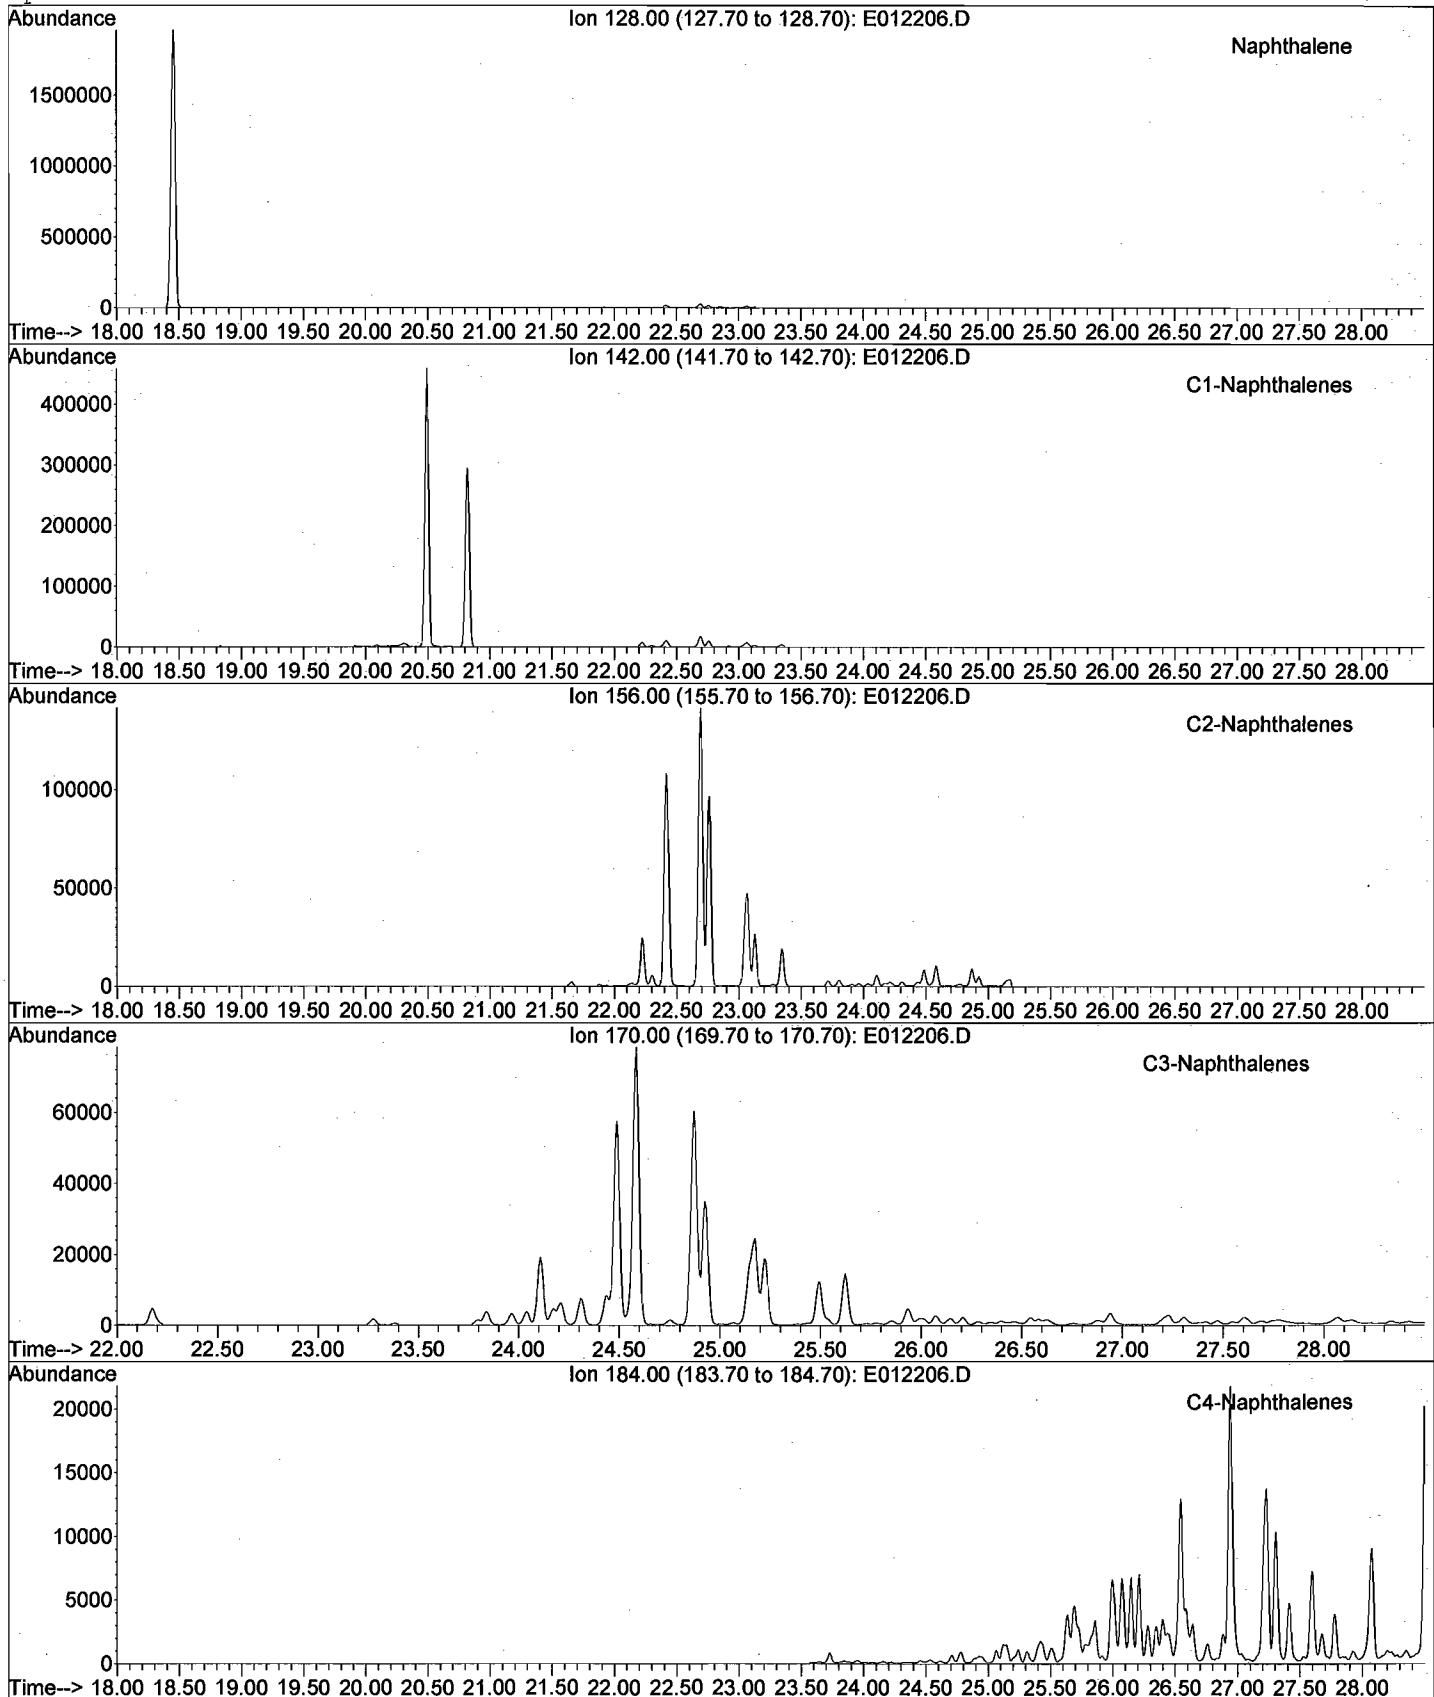 Abundance
Ion 128.00 (127.70 to 128.70): E012206.D
Naphthalene
1500000
1000000
500000
0
Time--> 18.00 18.50 19.00 19.50 20.00 20.50 21.00 21.50 22.00 22.50 23.00 23.50 24.00 24.50 25.00 25.50 26.00 26.50 27.00 27.50 28.00
Abundance
Ion 142.00 (141.70 to 142.70): E012206.D
C1-Naphthalenes
400000
300000
200000
100000
0
Time--> 18.00 18.50 19.00 19.50 20.00 20.50 21.00 21.50 22.00 22.50 23.00 23.50 24.00 24.50 25.00 25.50 26.00 26.50 27.00 27.50 28.00
Abundance
Ion 156.00 (155.70 to 156.70): E012206.D
C2-Naphthalenes
100000
50000
0
Time--> 18.00 18.50 19.00 19.50 20.00 20.50 21.00 21.50 22.00 22.50 23.00 23.50 24.00 24.50 25.00 25.50 26.00 26.50 27.00 27.50 28.00
Abundance
Ion 170.00 (169.70 to 170.70): E012206.D
C3-Naphthalenes
60000
40000
20000
0
Time--> 22.00 22.50 23.00 23.50 24.00 24.50 25.00 25.50 26.00 26.50 27.00 27.50 28.00
Abundance
Ion 184.00 (183.70 to 184.70): E012206.D
C4-Naphthalenes
20000
15000
10000
5000
0
Time--> 18.00 18.50 19.00 19.50 20.00 20.50 21.00 21.50 22.00 22.50 23.00 23.50 24.00 24.50 25.00 25.50 26.00 26.50 27.00 27.50 28.00